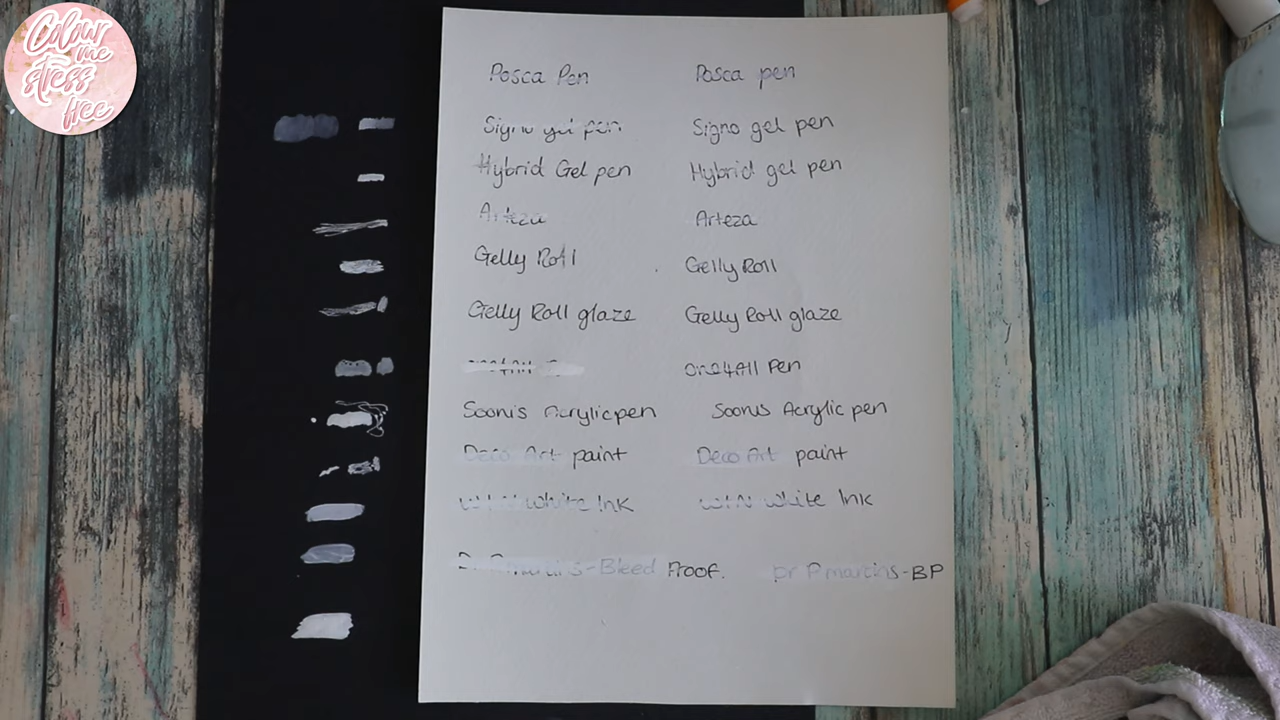 Colour
me
stress
free
Posca Pen Posca pen
Signo gel pen Signo gel pen
Hybrid Gel pen Hybrid gel pen
Arteza Arteza
Gelly Roll Gelly Roll
Gelly Roll glaze Gelly Roll glaze
One4All Pen
Soonis Acrylic pen Soonis Acrylic pen
Deco Art paint Deco Art paint
W&N White Ink W&N White Ink
Bleed Proof. Dr P martins-BP